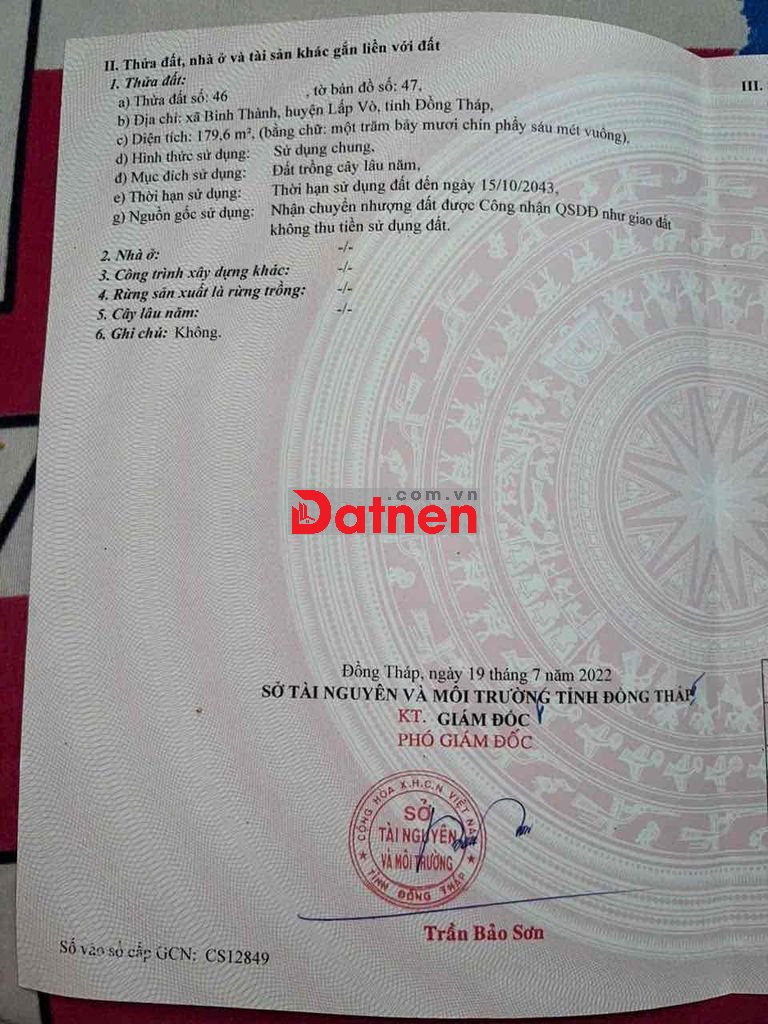 II. Thửa đất, nhà ở và tài sản khác gắn liền với đất
III.
1. Thửa đất:
a) Thửa đất số: 46 , tờ bản đồ số: 47,
b) Địa chỉ: xã Bình Thành, huyện Lấp Vò, tỉnh Đồng Tháp,
c) Diện tích: 179,6 m², (bằng chữ: một trăm bảy mươi chín phẩy sáu mét vuông),
d) Hình thức sử dụng: Sử dụng chung,
đ) Mục đích sử dụng: Đất trồng cây lâu năm,
e) Thời hạn sử dụng: Thời hạn sử dụng đất đến ngày 15/10/2043,
g) Nguồn gốc sử dụng: Nhận chuyển nhượng đất được Công nhận QSDĐ như giao đất
không thu tiền sử dụng đất.
2. Nhà ở: -/-
3. Công trình xây dựng khác: -/-
4. Rừng sản xuất là rừng trồng: -/-
5. Cây lâu năm: -/-
6. Ghi chú: Không.
Datnen
.com.vn
Đồng Tháp, ngày 19 tháng 7 năm 2022
SỞ TÀI NGUYÊN VÀ MÔI TRƯỜNG TỈNH ĐỒNG THÁP
KT. GIÁM ĐỐC
PHÓ GIÁM ĐỐC
CỘNG HÒA X.H.C.N VIỆT NAM
SỞ
TÀI NGUYÊN
VÀ MÔI TRƯỜNG
TỈNH ĐỒNG THÁP
Trần Bảo Sơn
Số vào sổ cấp GCN: CS12849